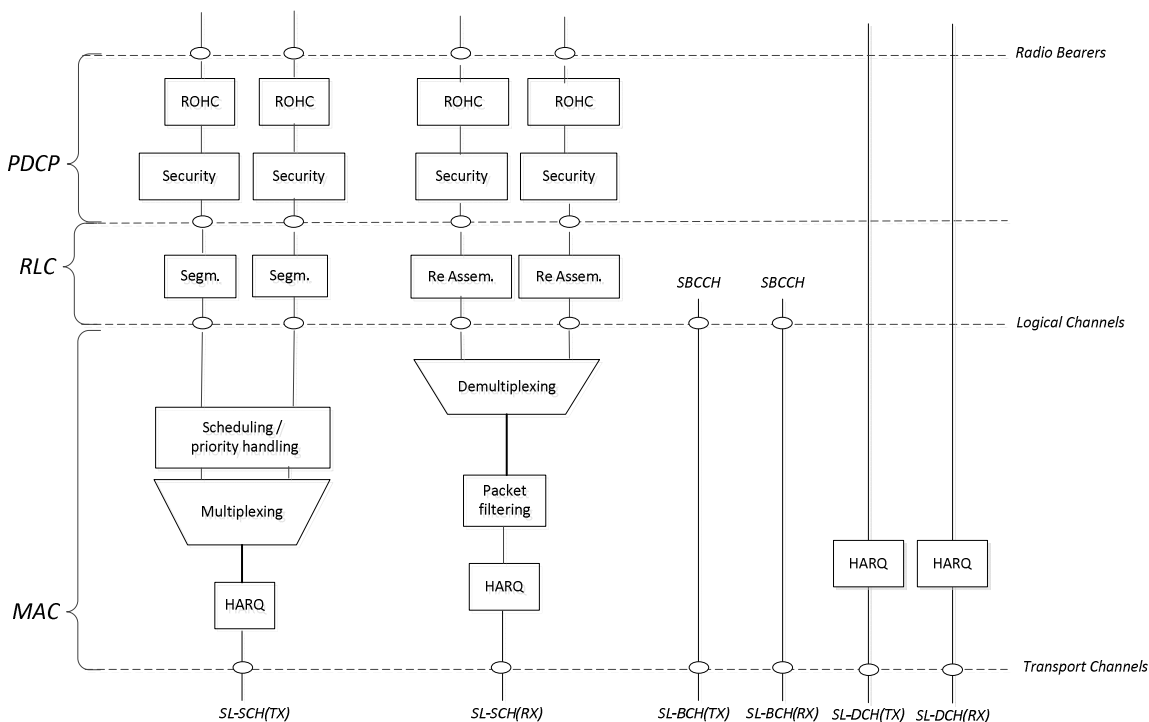 Radio Bearers
ROHC ROHC ROHC ROHC
PDCP
Security Security Security Security
RLC
Segm. Segm. Re Assem. Re Assem.
SBCCH SBCCH
Logical Channels
Demultiplexing
Scheduling /
priority handling
Packet
filtering
Multiplexing
HARQ HARQ
HARQ
HARQ
MAC
Transport Channels
SL-SCH(TX) SL-SCH(RX) SL-BCH(TX) SL-BCH(RX) SL-DCH(TX) SL-DCH(RX)